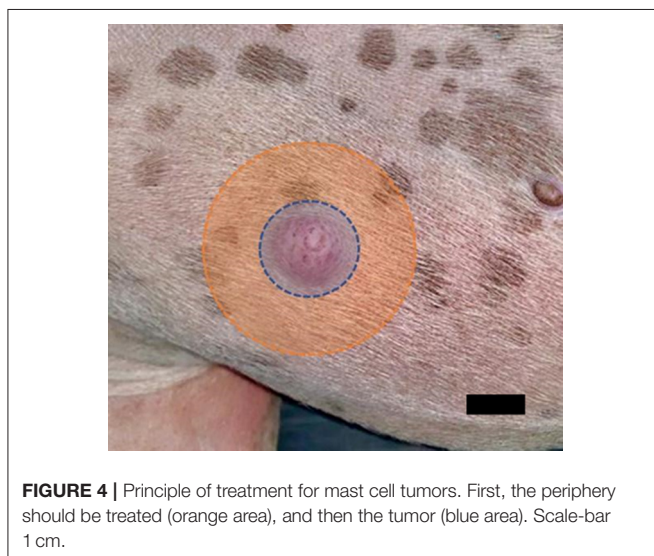 FIGURE 4 | Principle of treatment for mast cell tumors. First, the periphery
should be treated (orange area), and then the tumor (blue area). Scale-bar
1 cm.